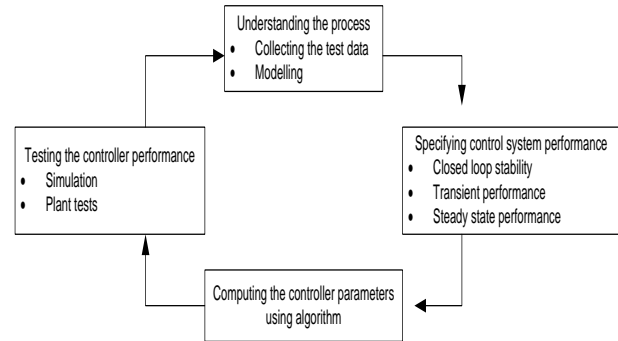 Understanding the process
• Collecting the test data
• Modelling
Specifying control system performance
• Closed loop stability
• Transient performance
• Steady state performance
Computing the controller parameters
using algorithm
Testing the controller performance
• Simulation
• Plant tests